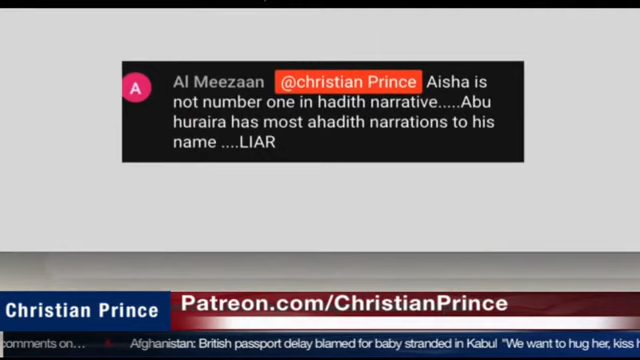 A
Al Meezaan @christian Prince Aisha is
not number one in hadith narrative.....Abu
huraira has most ahadith narrations to his
name ....LIAR
Patreon.com/ChristianPrince
Christian Prince
comments on... Afghanistan: British passport delay blamed for baby stranded in Kabul "We want to hug her, kiss